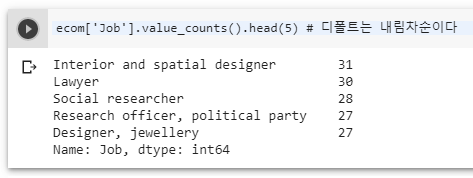 ecom['Job'].value_counts().head(5) # 디폴트는 내림차순이다
Interior and spatial designer 31
Lawyer 30
Social researcher 28
Research officer, political party 27
Designer, jewellery 27
Name: Job, dtype: int64